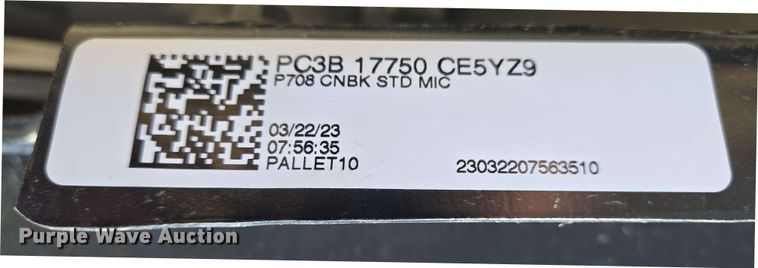 PC3B 17750 CE5YZ9
P708 CNBK STD MIC
03/22/23
07:56:35
PALLET10
23032207563510
Purple Wave Auction